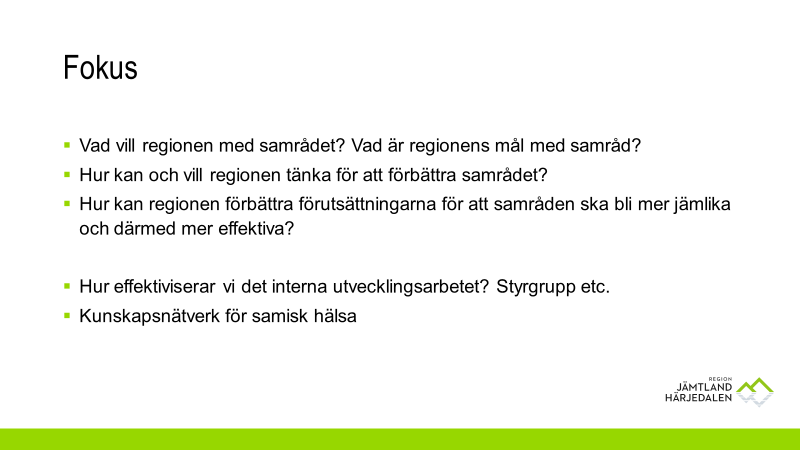 Fokus
▪ Vad vill regionen med samrådet? Vad är regionens mål med samråd?
▪ Hur kan och vill regionen tänka för att förbättra samrådet?
▪ Hur kan regionen förbättra förutsättningarna för att samråden ska bli mer jämlika
och därmed mer effektiva?
▪ Hur effektiviserar vi det interna utvecklingsarbetet? Styrgrupp etc.
▪ Kunskapsnätverk för samisk hälsa
REGION
JÄMTLAND
HÄRJEDALEN